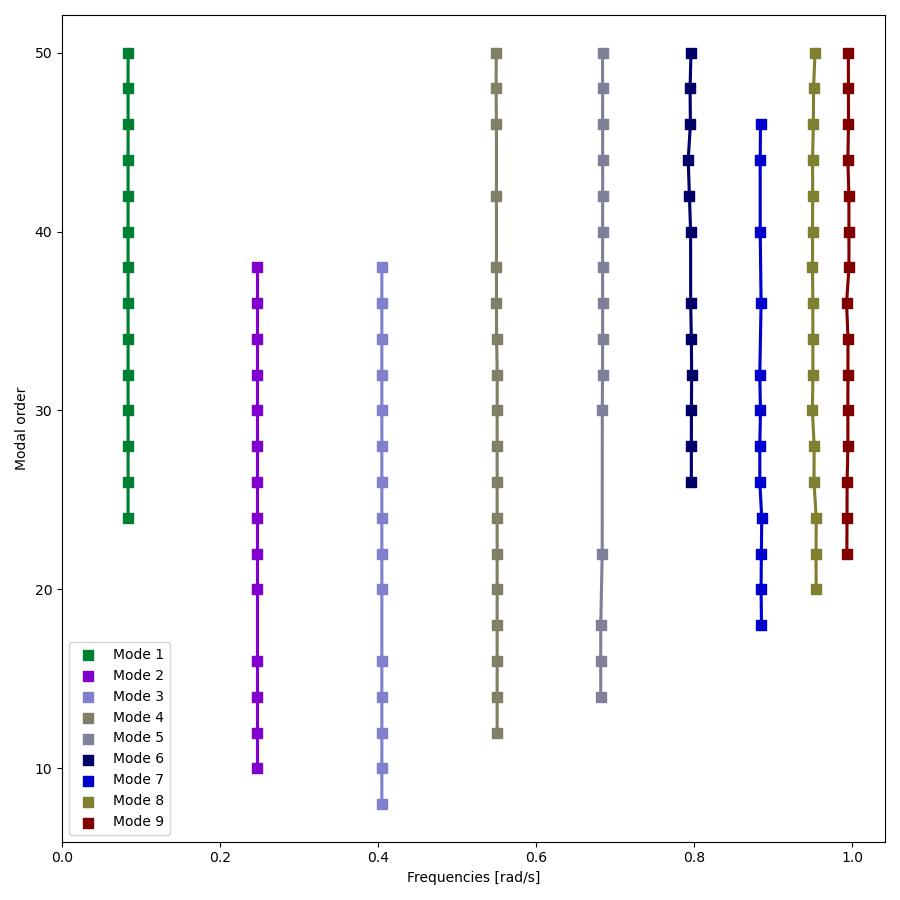 50
40
30
20
10
Modal order
Mode 1
Mode 2
Mode 3
Mode 4
Mode 5
Mode 6
Mode 7
Mode 8
Mode 9
0.0 0.2 0.4 0.6 0.8 1.0
Frequencies [rad/s]